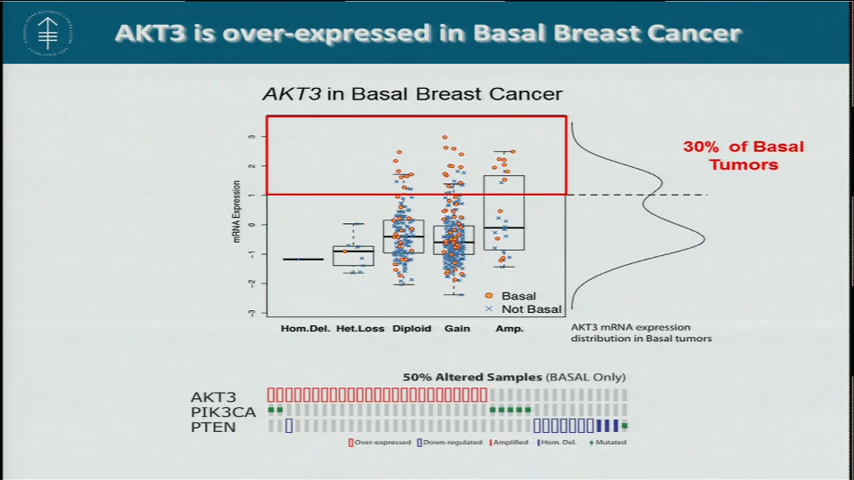 AKT3 is over-expressed in Basal Breast Cancer
AKT3 in Basal Breast Cancer
30% of Basal
Tumors
mRNA Expression
3
2
1
0
-1
-2
-3
Basal
Not Basal
Hom.Del. Het.Loss Diploid Gain Amp.
AKT3 mRNA expression
distribution in Basal tumors
50% Altered Samples (BASAL Only)
AKT3
PIK3CA
PTEN
Over-expressed Down-regulated Amplified Hom. Del. Mutated